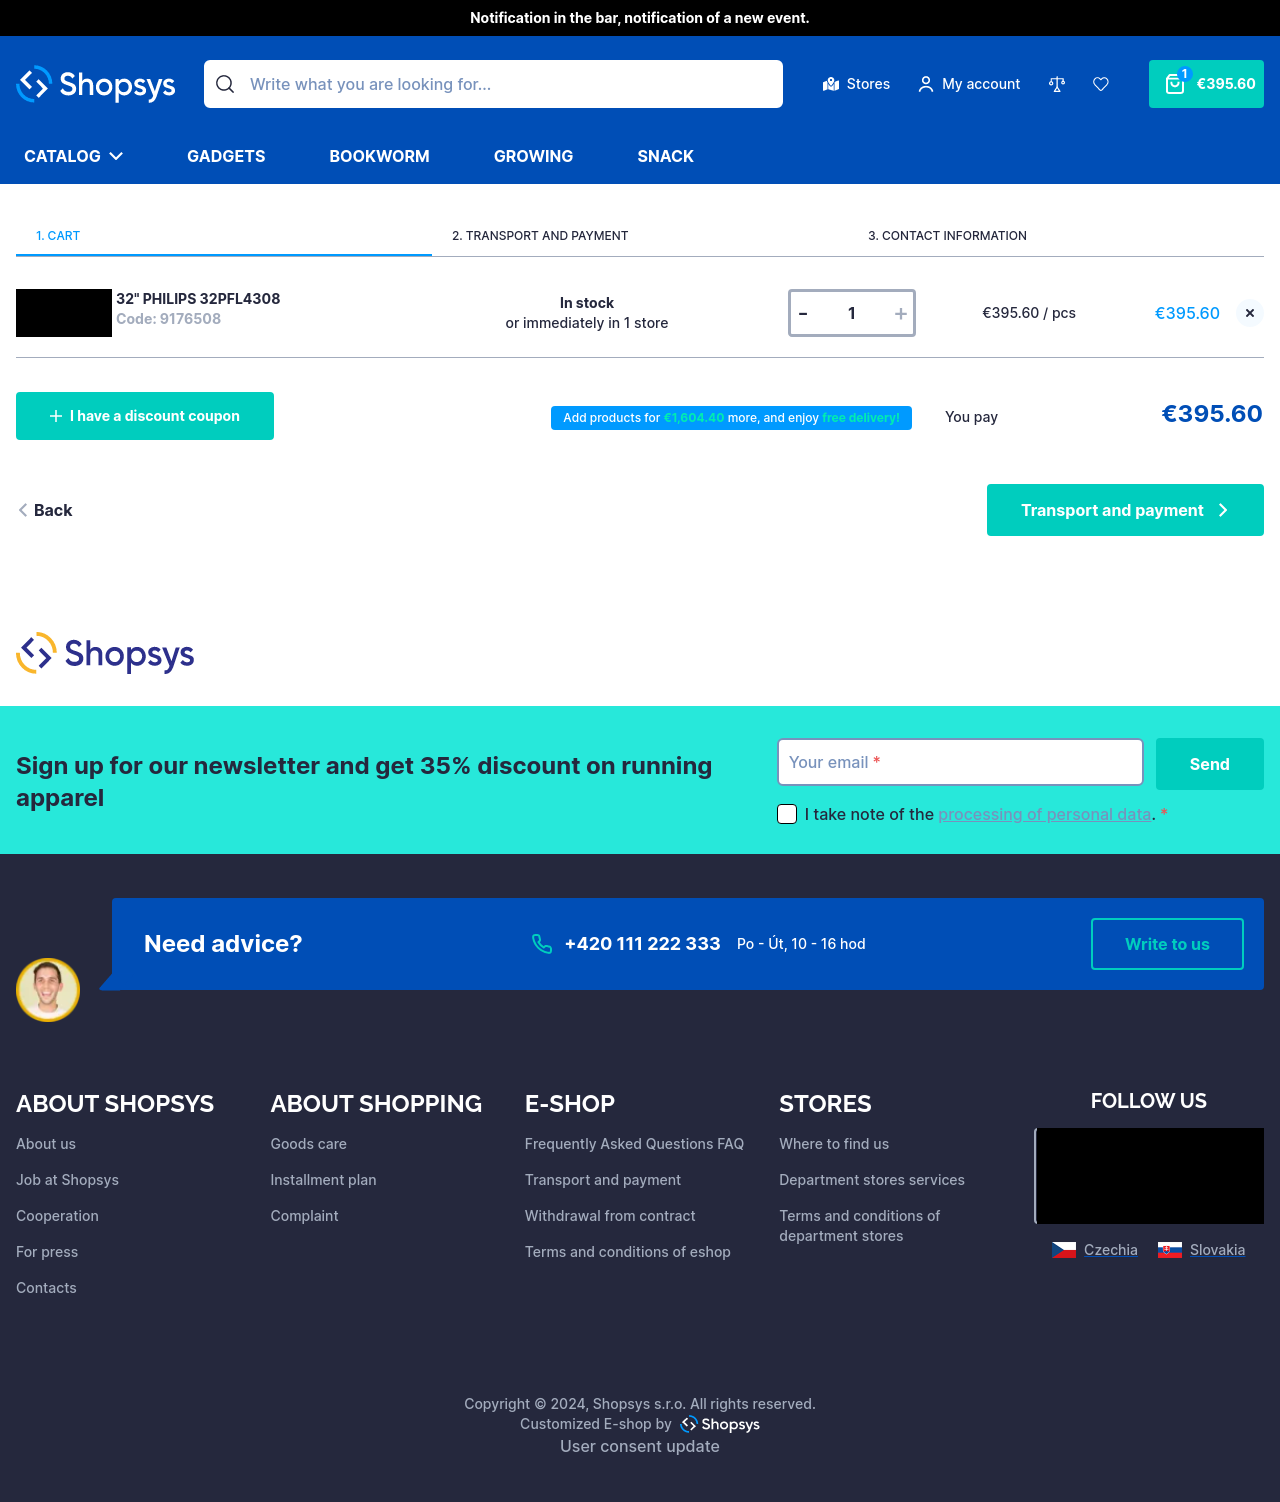 Notification in the bar, notification of a new event.
Shopsys
Write what you are looking for...
Stores
My account
1
€395.60
CATALOG
GADGETS
BOOKWORM
GROWING
SNACK
1. CART
2. TRANSPORT AND PAYMENT
3. CONTACT INFORMATION
32" PHILIPS 32PFL4308
Code: 9176508
In stock
or immediately in 1 store
- 1 +
€395.60 / pcs
€395.60
I have a discount coupon
Add products for €1,604.40 more, and enjoy free delivery!
You pay
€395.60
Back
Transport and payment
Shopsys
Sign up for our newsletter and get 35% discount on running
apparel
Your email *
Send
I take note of the processing of personal data. *
Need advice?
+420 111 222 333
Po - Út, 10 - 16 hod
Write to us
ABOUT SHOPSYS
About us
Job at Shopsys
Cooperation
For press
Contacts
ABOUT SHOPPING
Goods care
Installment plan
Complaint
E-SHOP
Frequently Asked Questions FAQ
Transport and payment
Withdrawal from contract
Terms and conditions of eshop
STORES
Where to find us
Department stores services
Terms and conditions of
department stores
FOLLOW US
Czechia
Slovakia
Copyright © 2024, Shopsys s.r.o. All rights reserved.
Customized E-shop by Shopsys
User consent update